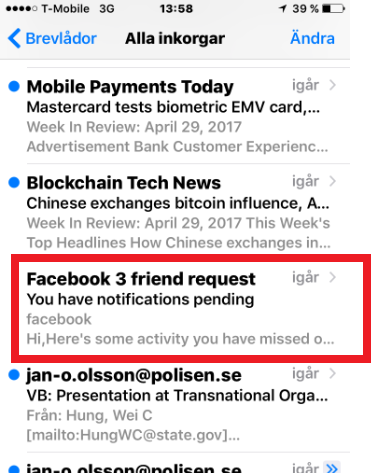 T-Mobile 3G 13:58 39 %
Brevlådor Alla inkorgar Ändra
Mobile Payments Today igår
Mastercard tests biometric EMV card,...
Week In Review: April 29, 2017
Advertisement Bank Customer Experienc...
Blockchain Tech News igår
Chinese exchanges bitcoin influence, A...
Week In Review: April 29, 2017 This Week's
Top Headlines How Chinese exchanges in...
Facebook 3 friend request igår
You have notifications pending
facebook
Hi,Here's some activity you have missed o...
jan-o.olsson@polisen.se igår
VB: Presentation at Transnational Orga...
Från: Hung, Wei C
[mailto:HungWC@state.gov]...
jan-o.olsson@polisen.se igår